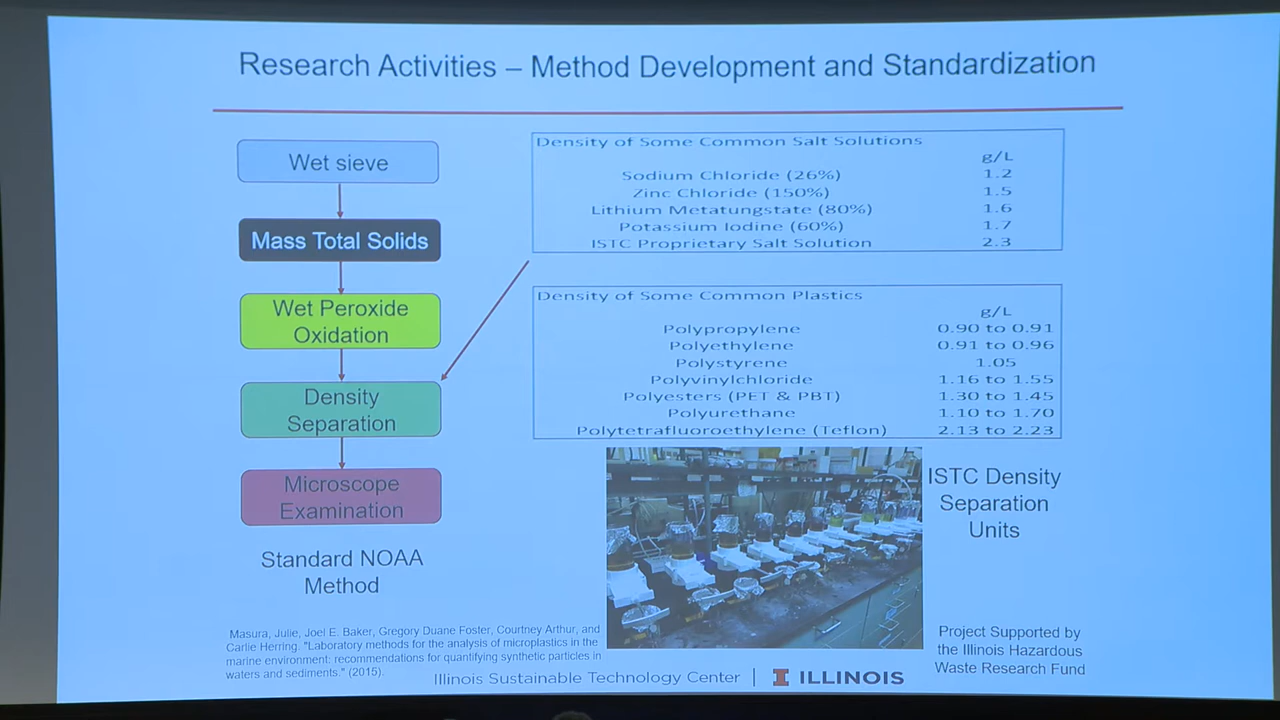 Research Activities – Method Development and Standardization
Wet sieve
Mass Total Solids
Wet Peroxide
Oxidation
Density
Separation
Microscope
Examination
Standard NOAA
Method
Density of Some Common Salt Solutions
g/L
Sodium Chloride (26%) 1.2
Zinc Chloride (150%) 1.5
Lithium Metatungstate (80%) 1.6
Potassium Iodine (60%) 1.7
ISTC Proprietary Salt Solution 2.3
Density of Some Common Plastics
g/L
Polypropylene 0.90 to 0.91
Polyethylene 0.91 to 0.96
Polystyrene 1.05
Polyvinylchloride 1.16 to 1.55
Polyesters (PET & PBT) 1.30 to 1.45
Polyurethane 1.10 to 1.70
Polytetrafluoroethylene (Teflon) 2.13 to 2.23
ISTC Density
Separation
Units
Masura, Julie, Joel E. Baker, Gregory Duane Foster, Courtney Arthur, and
Carlie Herring. "Laboratory methods for the analysis of microplastics in the
marine environment: recommendations for quantifying synthetic particles in
waters and sediments." (2015).
Project Supported by
the Illinois Hazardous
Waste Research Fund
Illinois Sustainable Technology Center | I ILLINOIS